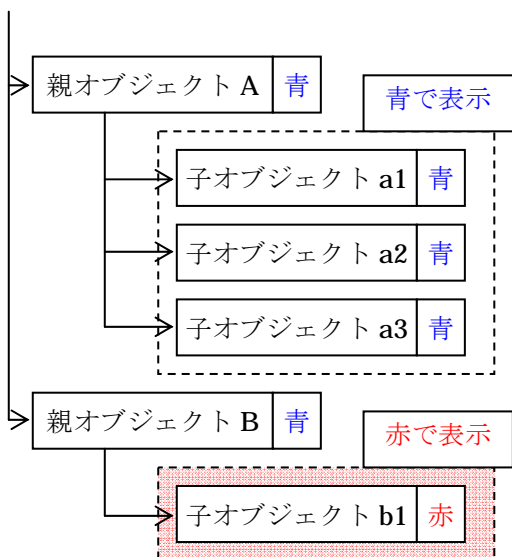 親オブジェクト A 青
青で表示
子オブジェクト a1 青
子オブジェクト a2 青
子オブジェクト a3 青
親オブジェクト B 青
赤で表示
子オブジェクト b1 赤